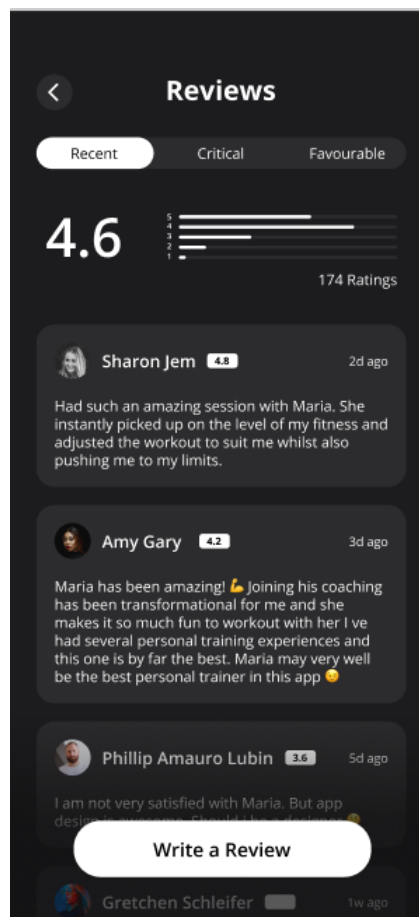 Reviews
Recent Critical Favourable
4.6
5
4
3
2
1
174 Ratings
Sharon Jem 4.8 2d ago
Had such an amazing session with Maria. She
instantly picked up on the level of my fitness and
adjusted the workout to suit me whilst also
pushing me to my limits.
Amy Gary 4.2 3d ago
Maria has been amazing! 💪 Joining his coaching
has been transformational for me and she
makes it so much fun to workout with her I ve
had several personal training experiences and
this one is by far the best. Maria may very well
be the best personal trainer in this app 😉
Phillip Amauro Lubin 3.6 5d ago
I am not very satisfied with Maria. But app
design is awesome. Should i be a designer
Write a Review
Gretchen Schleifer 1w ago